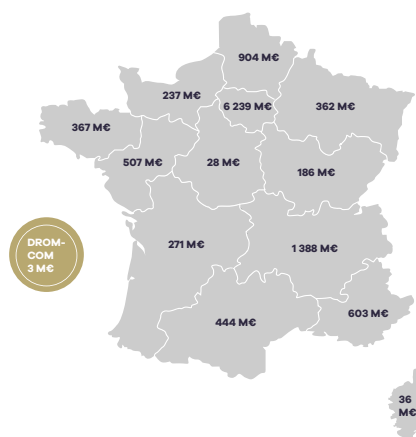 904 M€
237 M€
6 239 M€
362 M€
367 M€
507 M€
28 M€
186 M€
DROM-
COM
3 M€
271 M€
1 388 M€
603 M€
444 M€
36
M€